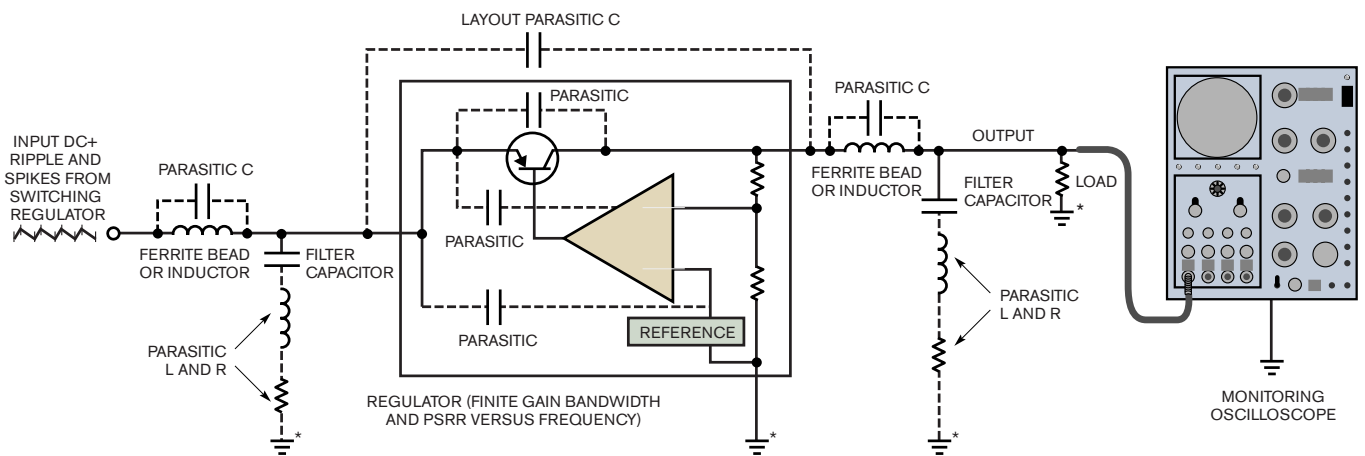 LAYOUT PARASITIC C
PARASITIC
PARASITIC C
INPUT DC+
RIPPLE AND
SPIKES FROM
SWITCHING
REGULATOR
PARASITIC C
OUTPUT
FERRITE BEAD
OR INDUCTOR
FILTER
CAPACITOR
LOAD
*
PARASITIC
FERRITE BEAD
OR INDUCTOR
FILTER
CAPACITOR
PARASITIC
L AND R
PARASITIC
REFERENCE
PARASITIC
L AND R
REGULATOR (FINITE GAIN BANDWIDTH
AND PSRR VERSUS FREQUENCY)
MONITORING
OSCILLOSCOPE
*
*
*